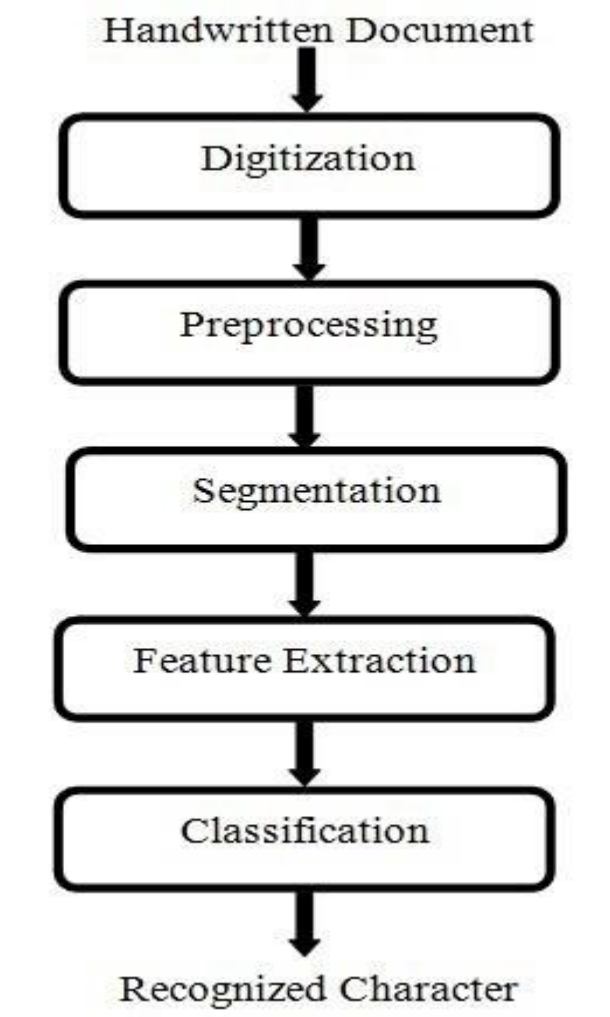 Handwritten Document
Digitization
Preprocessing
Segmentation
Feature Extraction
Classification
Recognized Character